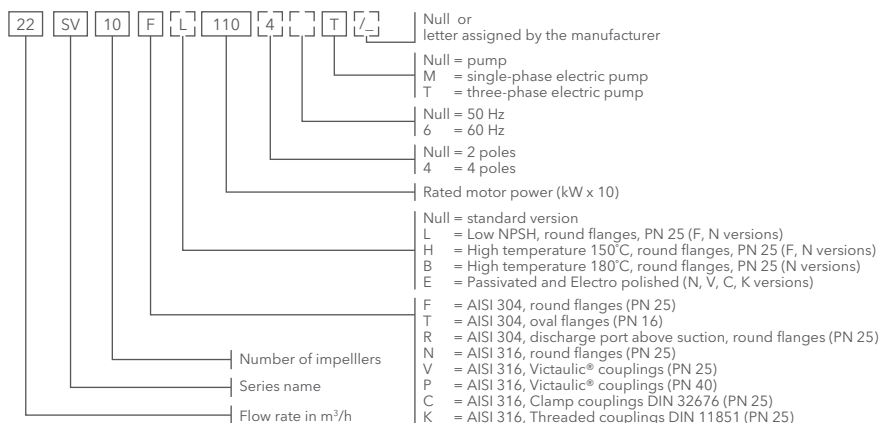 22 SV 10 F L 110 4 T /_
Null or
letter assigned by the manufacturer
Null = pump
M = single-phase electric pump
T = three-phase electric pump
Null = 50 Hz
6 = 60 Hz
Null = 2 poles
4 = 4 poles
Rated motor power (kW x 10)
Null = standard version
L = Low NPSH, round flanges, PN 25 (F, N versions)
H = High temperature 150°C, round flanges, PN 25 (F, N versions)
B = High temperature 180°C, round flanges, PN 25 (N versions)
E = Passivated and Electro polished (N, V, C, K versions)
F = AISI 304, round flanges (PN 25)
T = AISI 304, oval flanges (PN 16)
R = AISI 304, discharge port above suction, round flanges (PN 25)
N = AISI 316, round flanges (PN 25)
V = AISI 316, Victaulic® couplings (PN 25)
P = AISI 316, Victaulic® couplings (PN 40)
C = AISI 316, Clamp couplings DIN 32676 (PN 25)
K = AISI 316, Threaded couplings DIN 11851 (PN 25)
Number of impelllers
Series name
Flow rate in m³/h